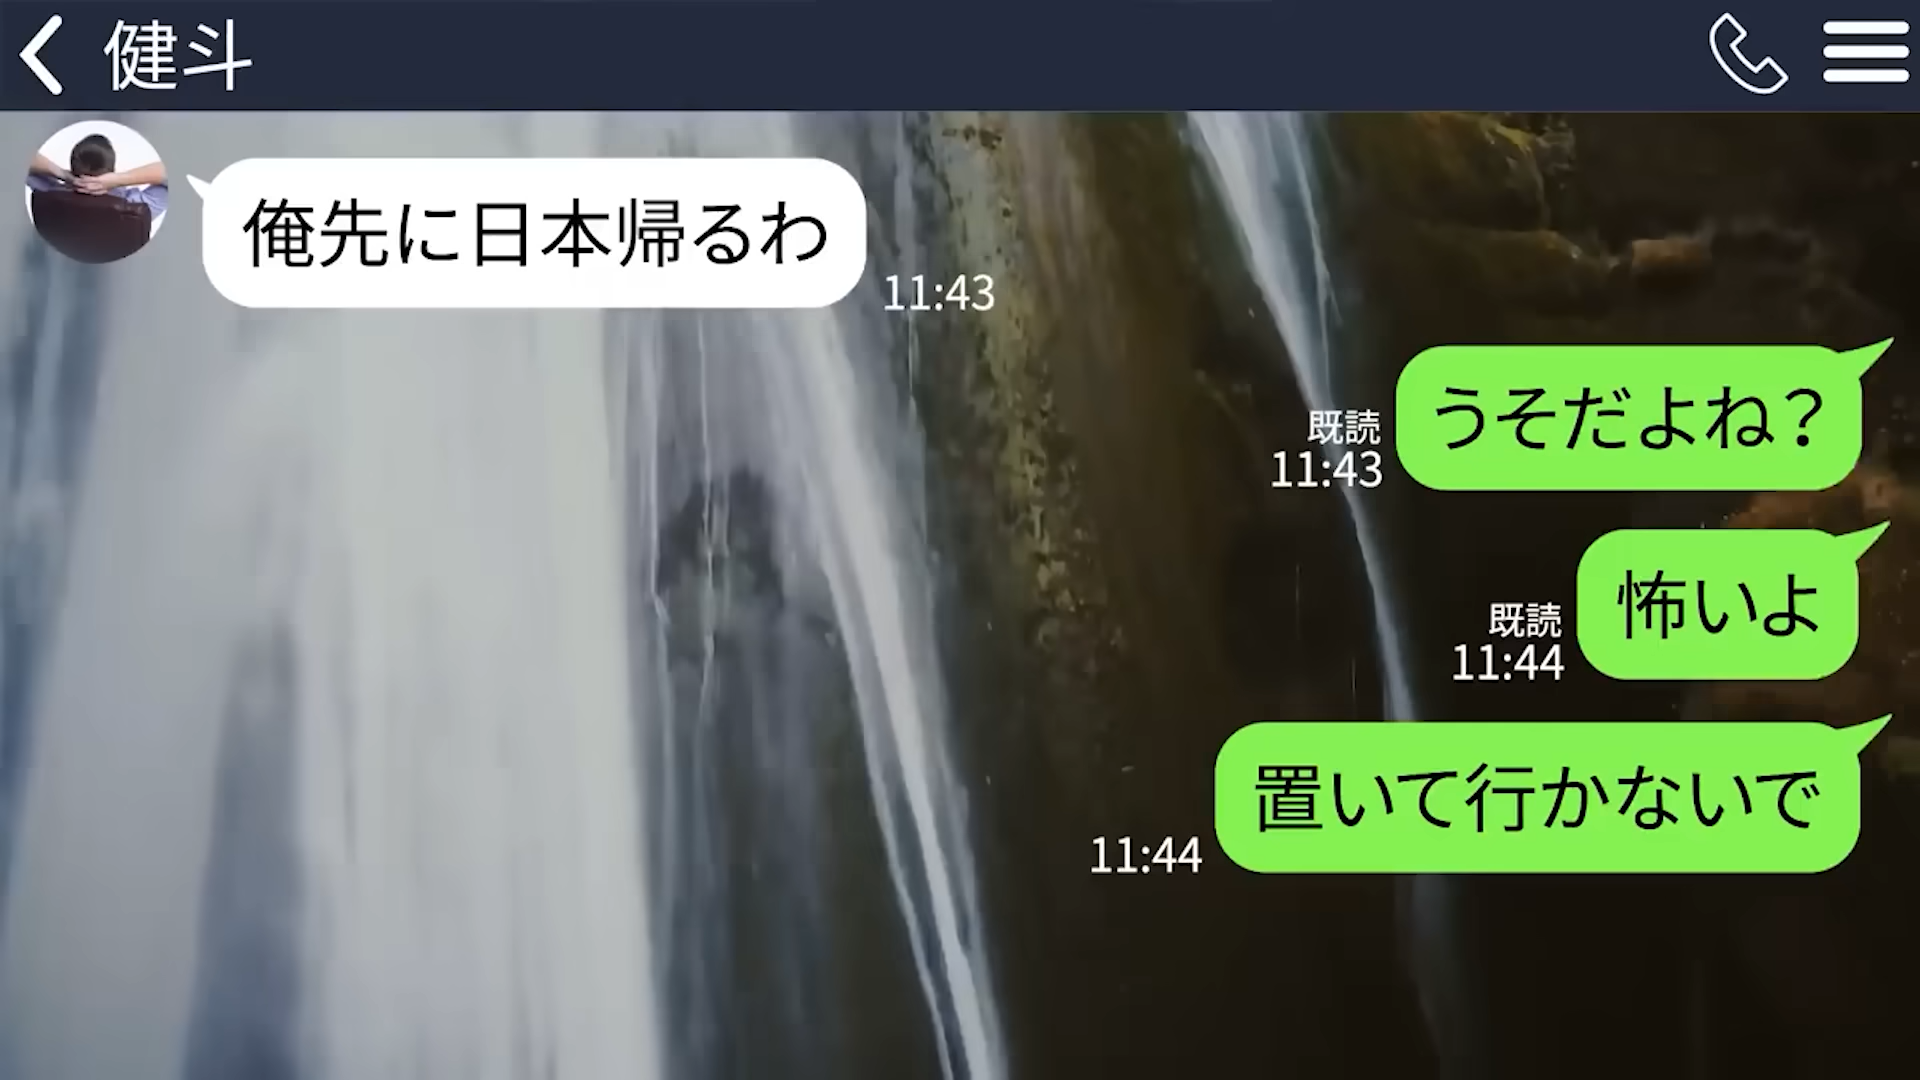 健斗
俺先に日本帰るわ
11:43
うそだよね？
既読
11:43
怖いよ
既読
11:44
置いて行かないで
11:44